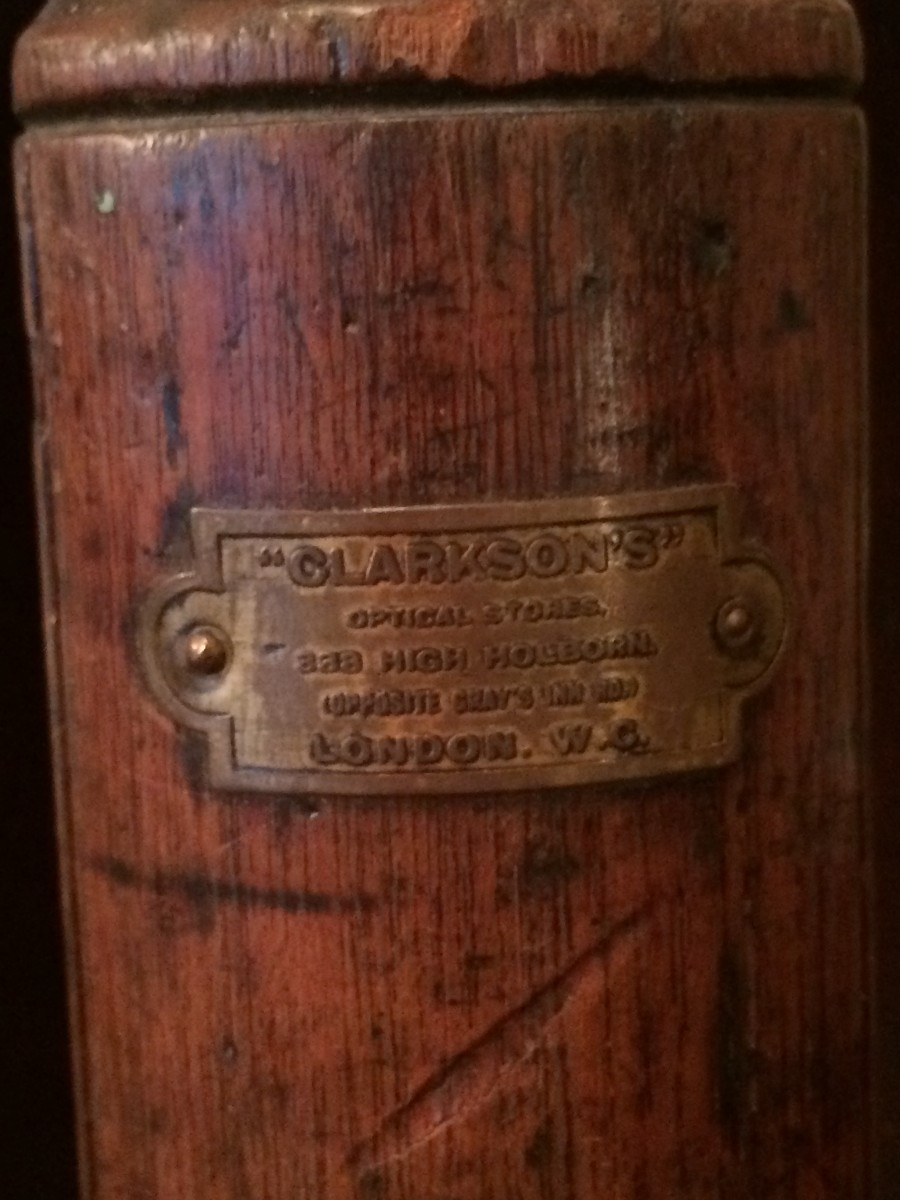 "CLARKSON'S"
OPTICAL STORES,
338 HIGH HOLBORN.
(OPPOSITE GRAY'S INN RD.)
LONDON. W.C.